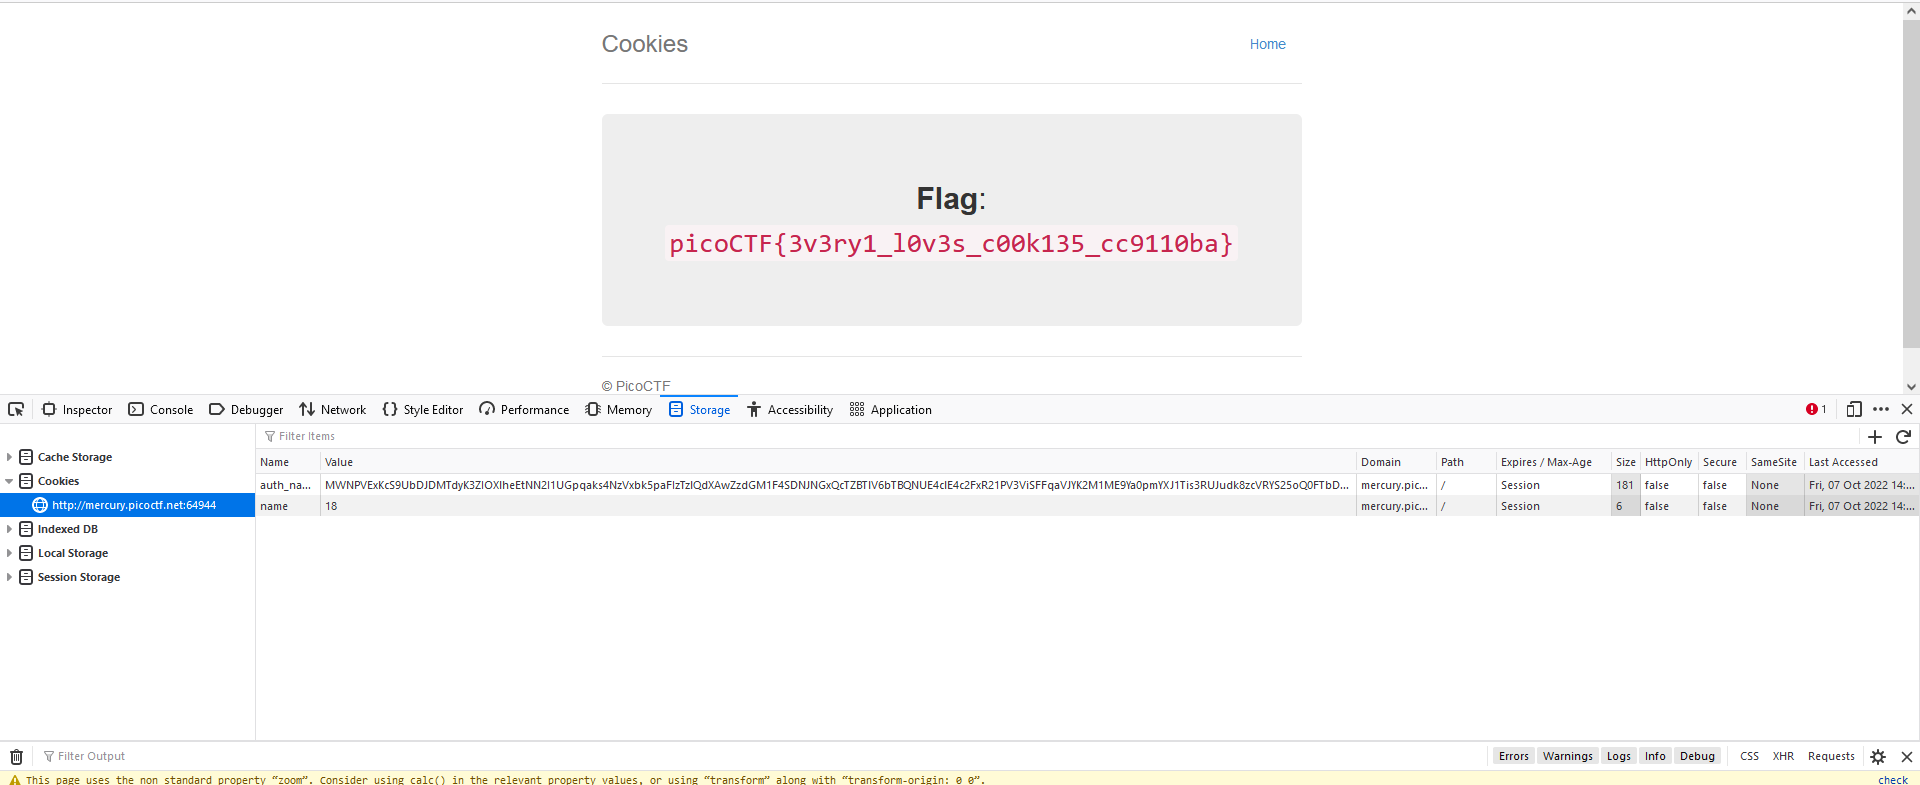 Cookies Home
Flag:
picoCTF{3v3ry1_l0v3s_c00k135_cc9110ba}
© PicoCTF
Inspector Console Debugger Network Style Editor Performance Memory Storage Accessibility Application 1
Filter Items
Cache Storage
Cookies
http://mercury.picoctf.net:64944
Indexed DB
Local Storage
Session Storage
Name Value Domain Path Expires / Max-Age Size HttpOnly Secure SameSite Last Accessed
auth_na... mercury.pic... / Session 181 false false None Fri, 07 Oct 2022 14:...
name 18 mercury.pic... / Session 6 false false None Fri, 07 Oct 2022 14:...
Filter Output Errors Warnings Logs Info Debug CSS XHR Requests
This page uses the non standard property “zoom”. Consider using calc() in the relevant property values, or using “transform” along with “transform-origin: 0 0”. check